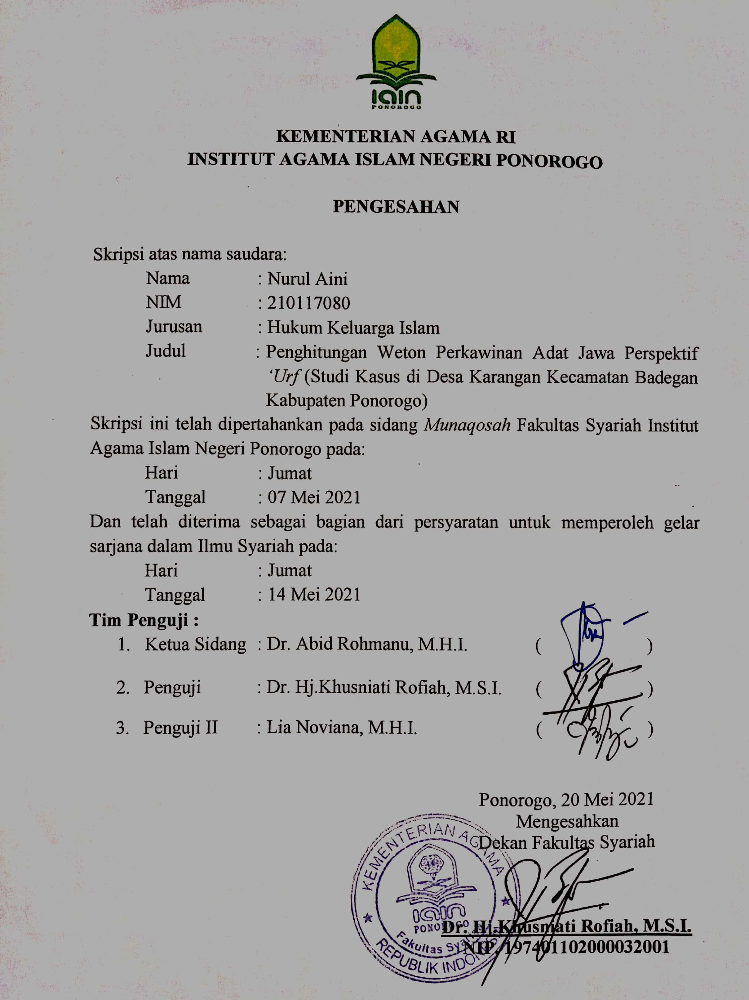 IAIN
PONOROGO
KEMENTERIAN AGAMA RI
INSTITUT AGAMA ISLAM NEGERI PONOROGO
PENGESAHAN
Skripsi atas nama saudara:
Nama : Nurul Aini
NIM : 210117080
Jurusan : Hukum Keluarga Islam
Judul : Penghitungan Weton Perkawinan Adat Jawa Perspektif
‘Urf (Studi Kasus di Desa Karangan Kecamatan Badegan
Kabupaten Ponorogo)
Skripsi ini telah dipertahankan pada sidang Munaqosah Fakultas Syariah Institut
Agama Islam Negeri Ponorogo pada:
Hari : Jumat
Tanggal : 07 Mei 2021
Dan telah diterima sebagai bagian dari persyaratan untuk memperoleh gelar
sarjana dalam Ilmu Syariah pada:
Hari : Jumat
Tanggal : 14 Mei 2021
Tim Penguji :
1. Ketua Sidang : Dr. Abid Rohmanu, M.H.I. ( )
2. Penguji : Dr. Hj.Khusniati Rofiah, M.S.I. ( )
3. Penguji II : Lia Noviana, M.H.I. ( )
Ponorogo, 20 Mei 2021
Mengesahkan
Dekan Fakultas Syariah
KEMENTERIAN AGAMA
IAIN
PONOROGO
Fakultas Syariah
REPUBLIK INDONESIA
Dr. Hj.Khusniati Rofiah, M.S.I.
NIP. 197401102000032001